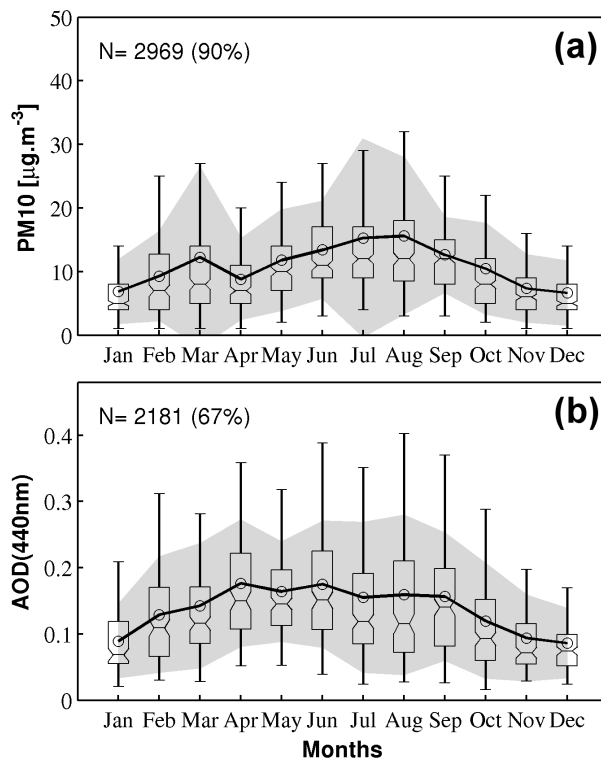 (a)
N= 2969 (90%)
PM10 [µg.m-3]
50
40
30
20
10
0
Jan Feb Mar Apr May Jun Jul Aug Sep Oct Nov Dec
(b)
N= 2181 (67%)
AOD(440nm)
0.4
0.3
0.2
0.1
0
Jan Feb Mar Apr May Jun Jul Aug Sep Oct Nov Dec
Months